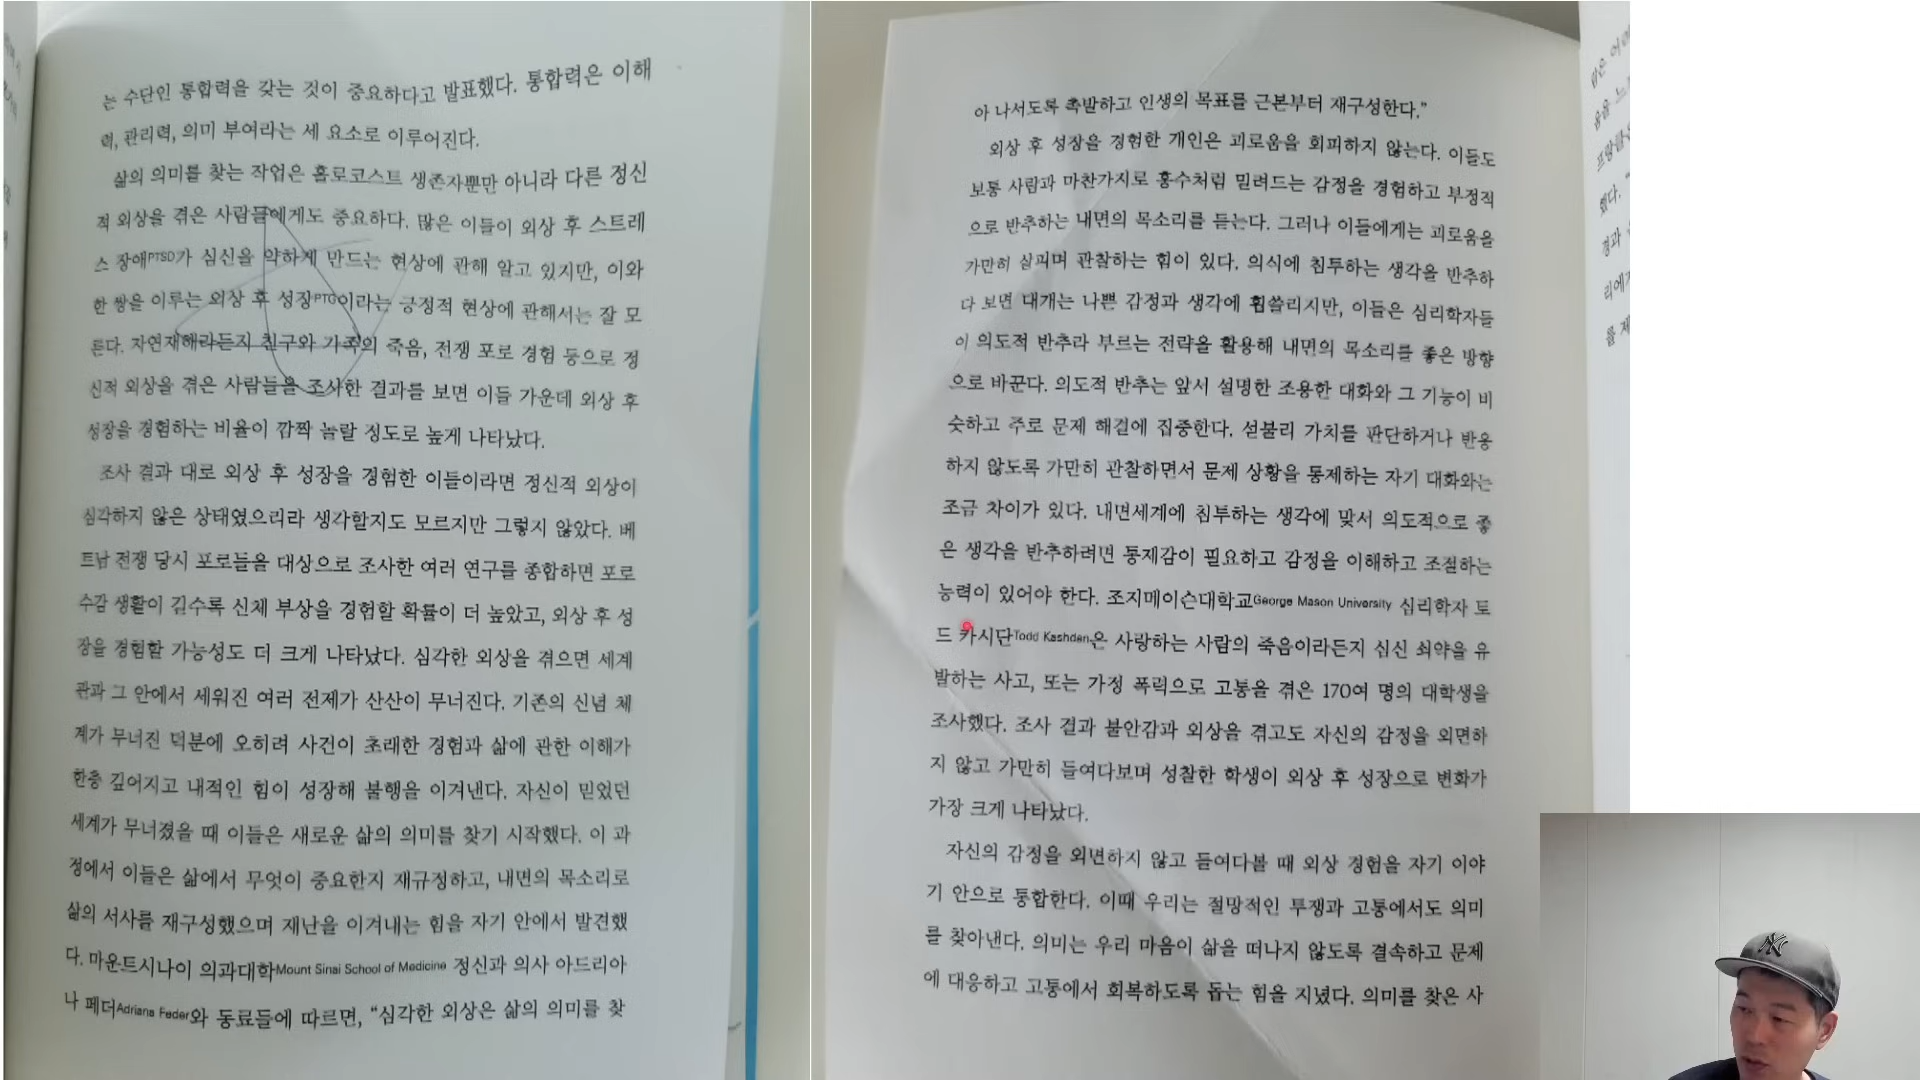 는 수단인 통합력을 갖는 것이 중요하다고 발표했다. 통합력은 이해
력, 관리력, 의미 부여라는 세 요소로 이루어진다.
삶의 의미를 찾는 작업은 홀로코스트 생존자뿐만 아니라 다른 정신
적 외상을 겪은 사람들에게도 중요하다. 많은 이들이 외상 후 스트레
스 장애PTSD가 심신을 약하게 만드는 현상에 관해 알고 있지만, 이와
한 쌍을 이루는 외상 후 성장PTG이라는 긍정적 현상에 관해서는 잘 모
른다. 자연재해라든지 친구와 가족의 죽음, 전쟁 포로 경험 등으로 정
신적 외상을 겪은 사람들을 조사한 결과를 보면 이들 가운데 외상 후
성장을 경험하는 비율이 깜짝 놀랄 정도로 높게 나타났다.
조사 결과 대로 외상 후 성장을 경험한 이들이라면 정신적 외상이
심각하지 않은 상태였으리라 생각할지도 모르지만 그렇지 않았다. 베
트남 전쟁 당시 포로들을 대상으로 조사한 여러 연구를 종합하면 포로
수감 생활이 길수록 신체 부상을 경험할 확률이 더 높았고, 외상 후 성
장을 경험할 가능성도 더 크게 나타났다. 심각한 외상을 겪으면 세계
관과 그 안에서 세워진 여러 전제가 산산이 무너진다. 기존의 신념 체
계가 무너진 덕분에 오히려 사건이 초래한 경험과 삶에 관한 이해가
한층 깊어지고 내적인 힘이 성장해 불행을 이겨낸다. 자신이 믿었던
세계가 무너졌을 때 이들은 새로운 삶의 의미를 찾기 시작했다. 이 과
정에서 이들은 삶에서 무엇이 중요한지 재규정하고, 내면의 목소리로
삶의 서사를 재구성했으며 재난을 이겨내는 힘을 자기 안에서 발견했
다. 마운트시나이 의과대학Mount Sinai School of Medicine 정신과 의사 아드리아
나 페더Adriana Feder와 동료들에 따르면, “심각한 외상은 삶의 의미를 찾
아 나서도록 촉발하고 인생의 목표를 근본부터 재구성한다.”
외상 후 성장을 경험한 개인은 괴로움을 회피하지 않는다. 이들도
보통 사람과 마찬가지로 홍수처럼 밀려드는 감정을 경험하고 부정적
으로 반추하는 내면의 목소리를 듣는다. 그러나 이들에게는 괴로움을
가만히 살피며 관찰하는 힘이 있다. 의식에 침투하는 생각을 반추하
다 보면 대개는 나쁜 감정과 생각에 휩쓸리지만, 이들은 심리학자들
이 의도적 반추라 부르는 전략을 활용해 내면의 목소리를 좋은 방향
으로 바꾼다. 의도적 반추는 앞서 설명한 조용한 대화와 그 기능이 비
슷하고 주로 문제 해결에 집중한다. 섣불리 가치를 판단하거나 반응
하지 않도록 가만히 관찰하면서 문제 상황을 통제하는 자기 대화와는
조금 차이가 있다. 내면세계에 침투하는 생각에 맞서 의도적으로 좋
은 생각을 반추하려면 통제감이 필요하고 감정을 이해하고 조절하는
능력이 있어야 한다. 조지메이슨대학교George Mason University 심리학자 토
드 카시단Todd Kashdan은 사랑하는 사람의 죽음이라든지 심신 쇠약을 유
발하는 사고, 또는 가정 폭력으로 고통을 겪은 170여 명의 대학생을
조사했다. 조사 결과 불안감과 외상을 겪고도 자신의 감정을 외면하
지 않고 가만히 들여다보며 성찰한 학생이 외상 후 성장으로 변화가
가장 크게 나타났다.
자신의 감정을 외면하지 않고 들여다볼 때 외상 경험을 자기 이야
기 안으로 통합한다. 이때 우리는 절망적인 투쟁과 고통에서도 의미
를 찾아낸다. 의미는 우리 마음이 삶을 떠나지 않도록 결속하고 문제
에 대응하고 고통에서 회복하도록 돕는 힘을 지녔다. 의미를 찾은 사